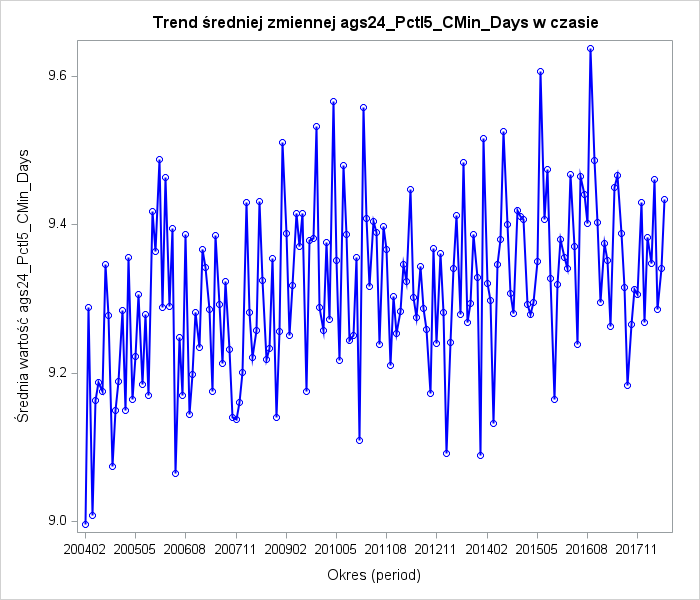 Trend średniej zmiennej ags24_Pctl5_CMin_Days w czasie
Średnia wartość ags24_Pctl5_CMin_Days
9.6
9.4
9.2
9.0
200402 200505 200608 200711 200902 201005 201108 201211 201402 201505 201608 201711
Okres (period)